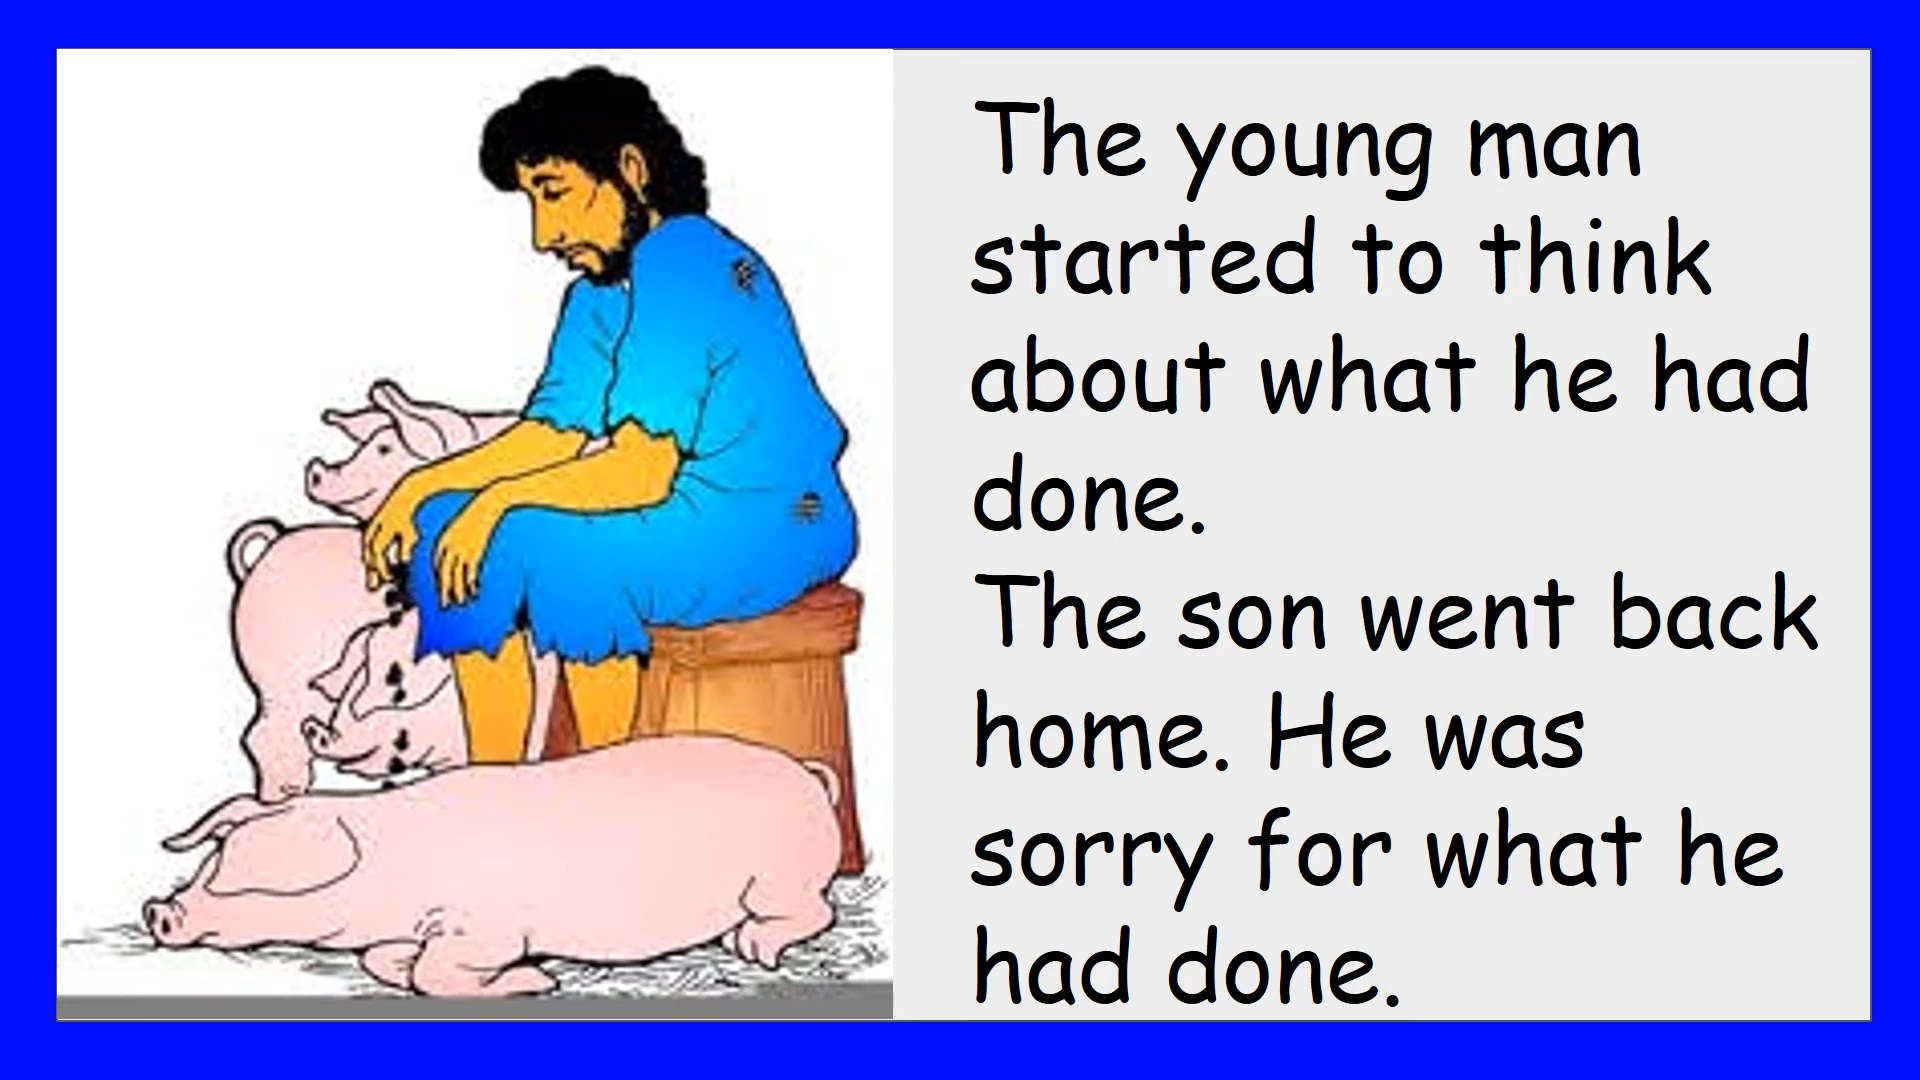 The young man
started to think
about what he had
done.
The son went back
home. He was
sorry for what he
had done.